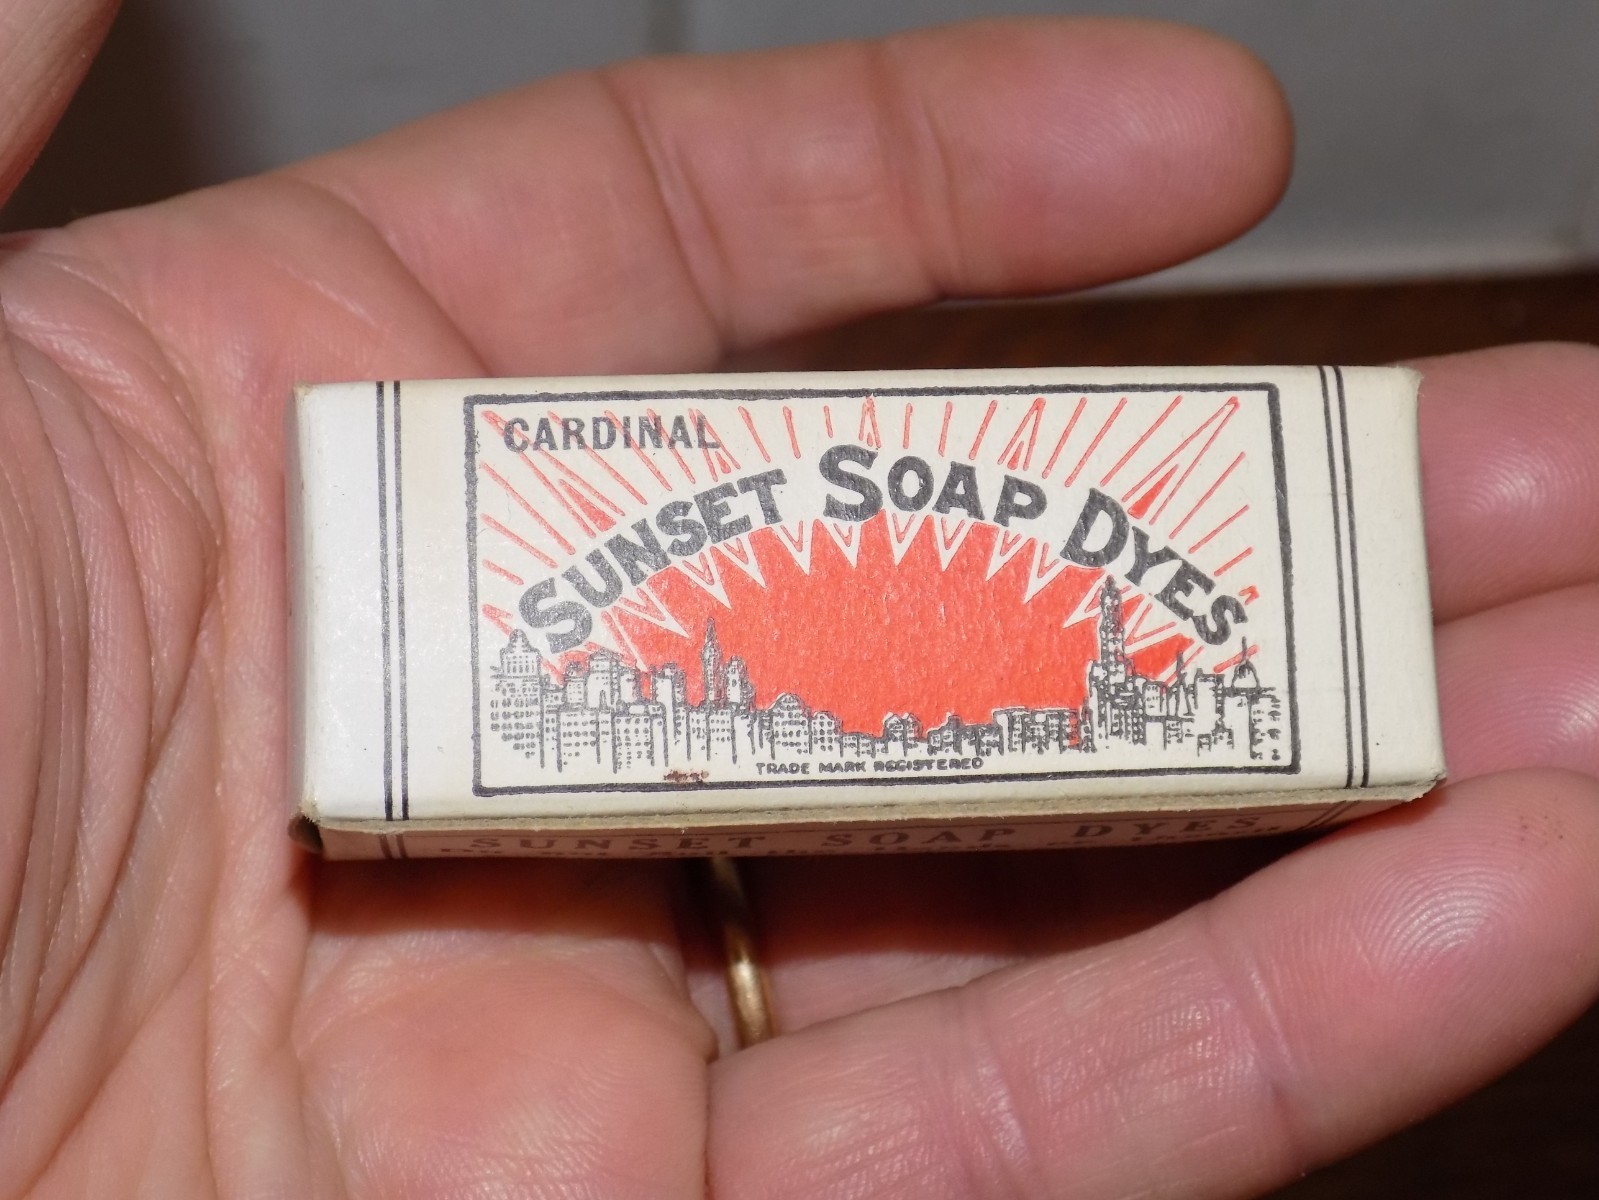 CARDINAL
SUNSET SOAP DYES
TRADE MARK REGISTERED
SUNSET SOAP DYES